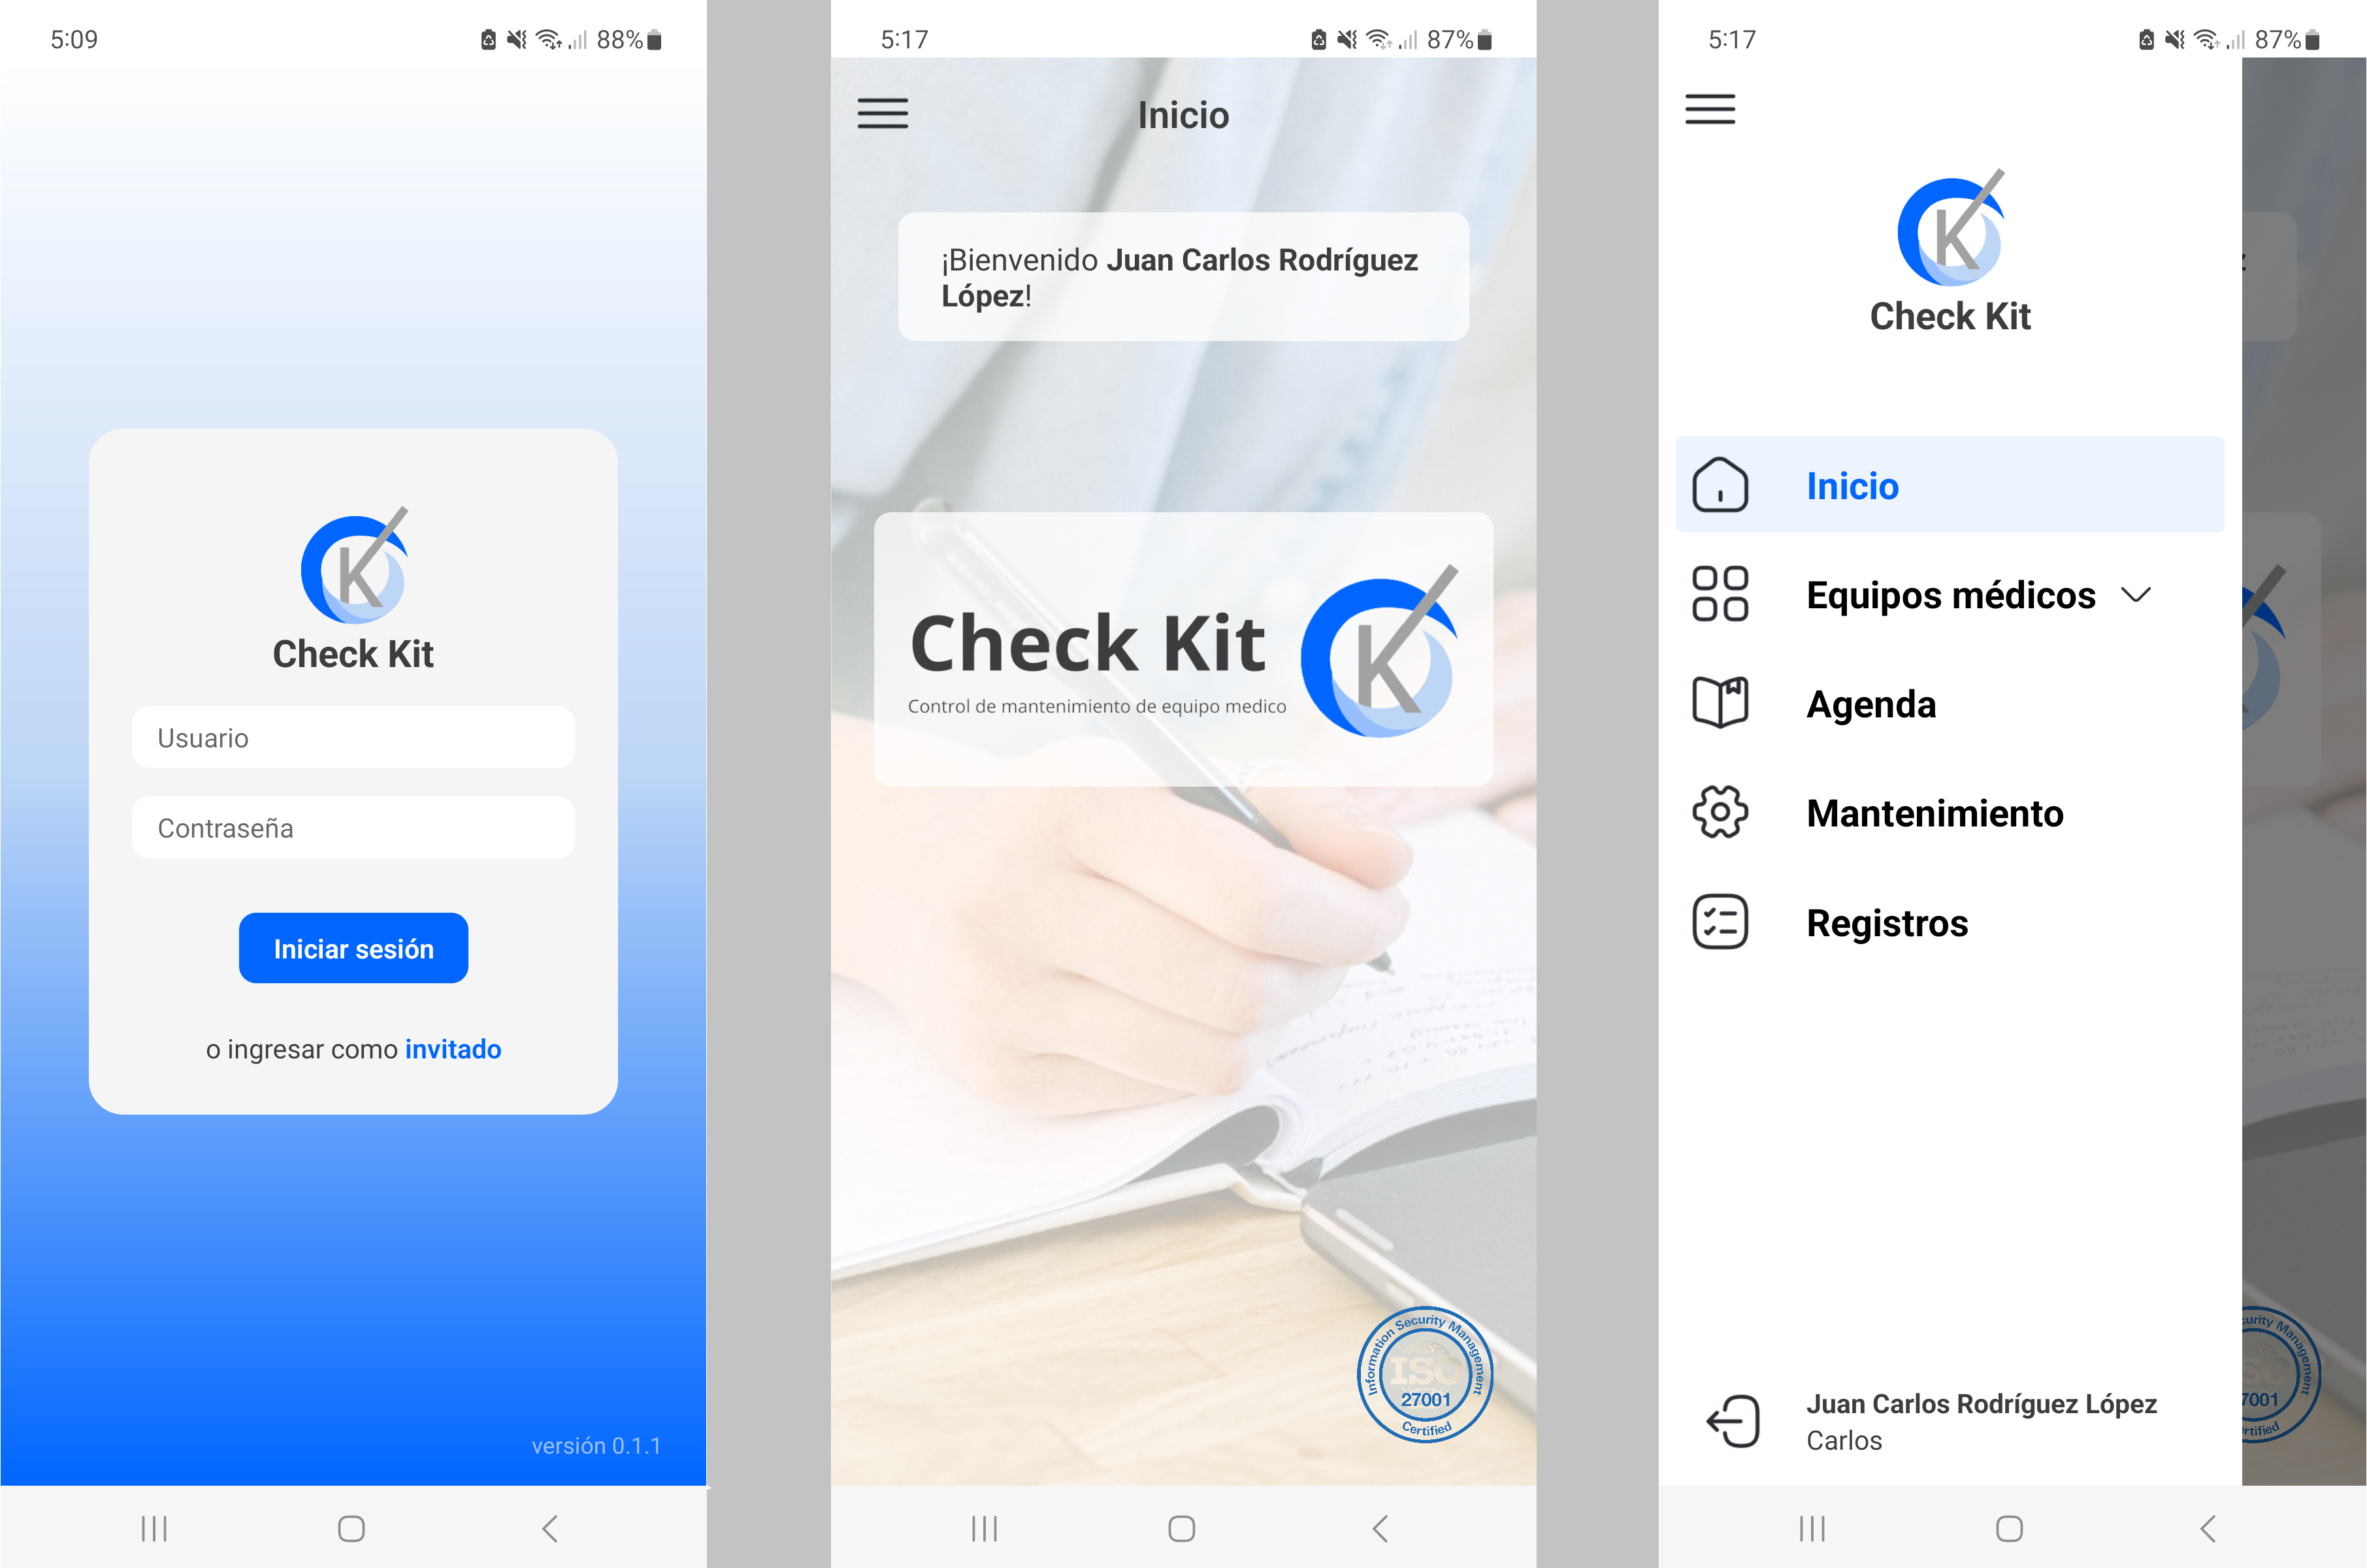 5:09
88%
Check Kit
Usuario
Contraseña
Iniciar sesión
o ingresar como invitado
versión 0.1.1
5:17
87%
Inicio
¡Bienvenido Juan Carlos Rodríguez
López!
Check Kit
Control de mantenimiento de equipo medico
Information Security Management
ISO
27001
Certified
5:17
87%
Check Kit
Inicio
Equipos médicos
Agenda
Mantenimiento
Registros
Juan Carlos Rodríguez López
Carlos